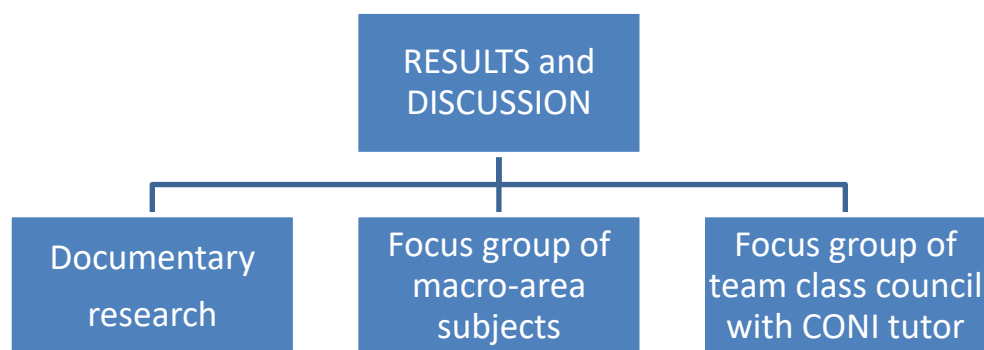 RESULTS and
DISCUSSION
Documentary
research
Focus group of
macro-area
subjects
Focus group of
team class council
with CONI tutor